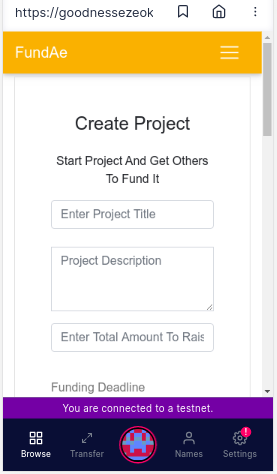 https://goodnessezeok
FundAe
Create Project
Start Project And Get Others
To Fund It
Enter Project Title
Project Description
Enter Total Amount To Rais
Funding Deadline
You are connected to a testnet.
Browse
Transfer
Names
Settings